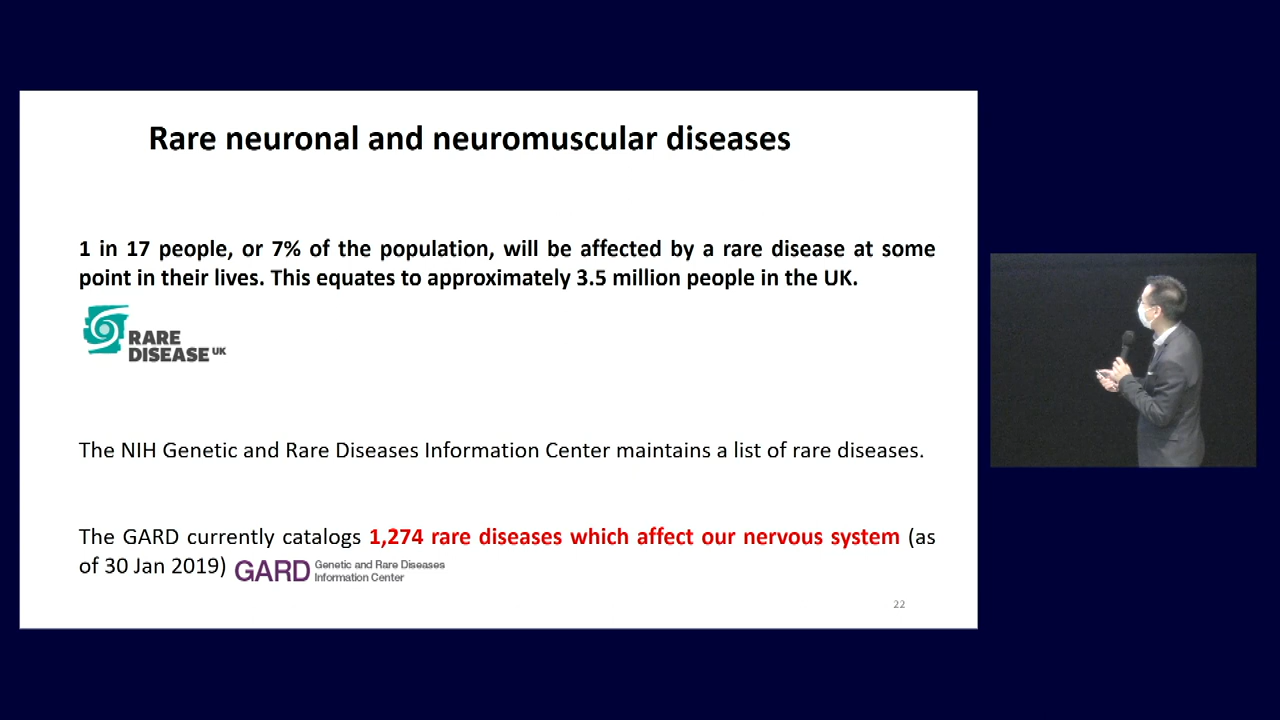 Rare neuronal and neuromuscular diseases
1 in 17 people, or 7% of the population, will be affected by a rare disease at some
point in their lives. This equates to approximately 3.5 million people in the UK.
RARE
DISEASE UK
The NIH Genetic and Rare Diseases Information Center maintains a list of rare diseases.
The GARD currently catalogs 1,274 rare diseases which affect our nervous system (as
of 30 Jan 2019) GARD Genetic and Rare Diseases
Information Center
22